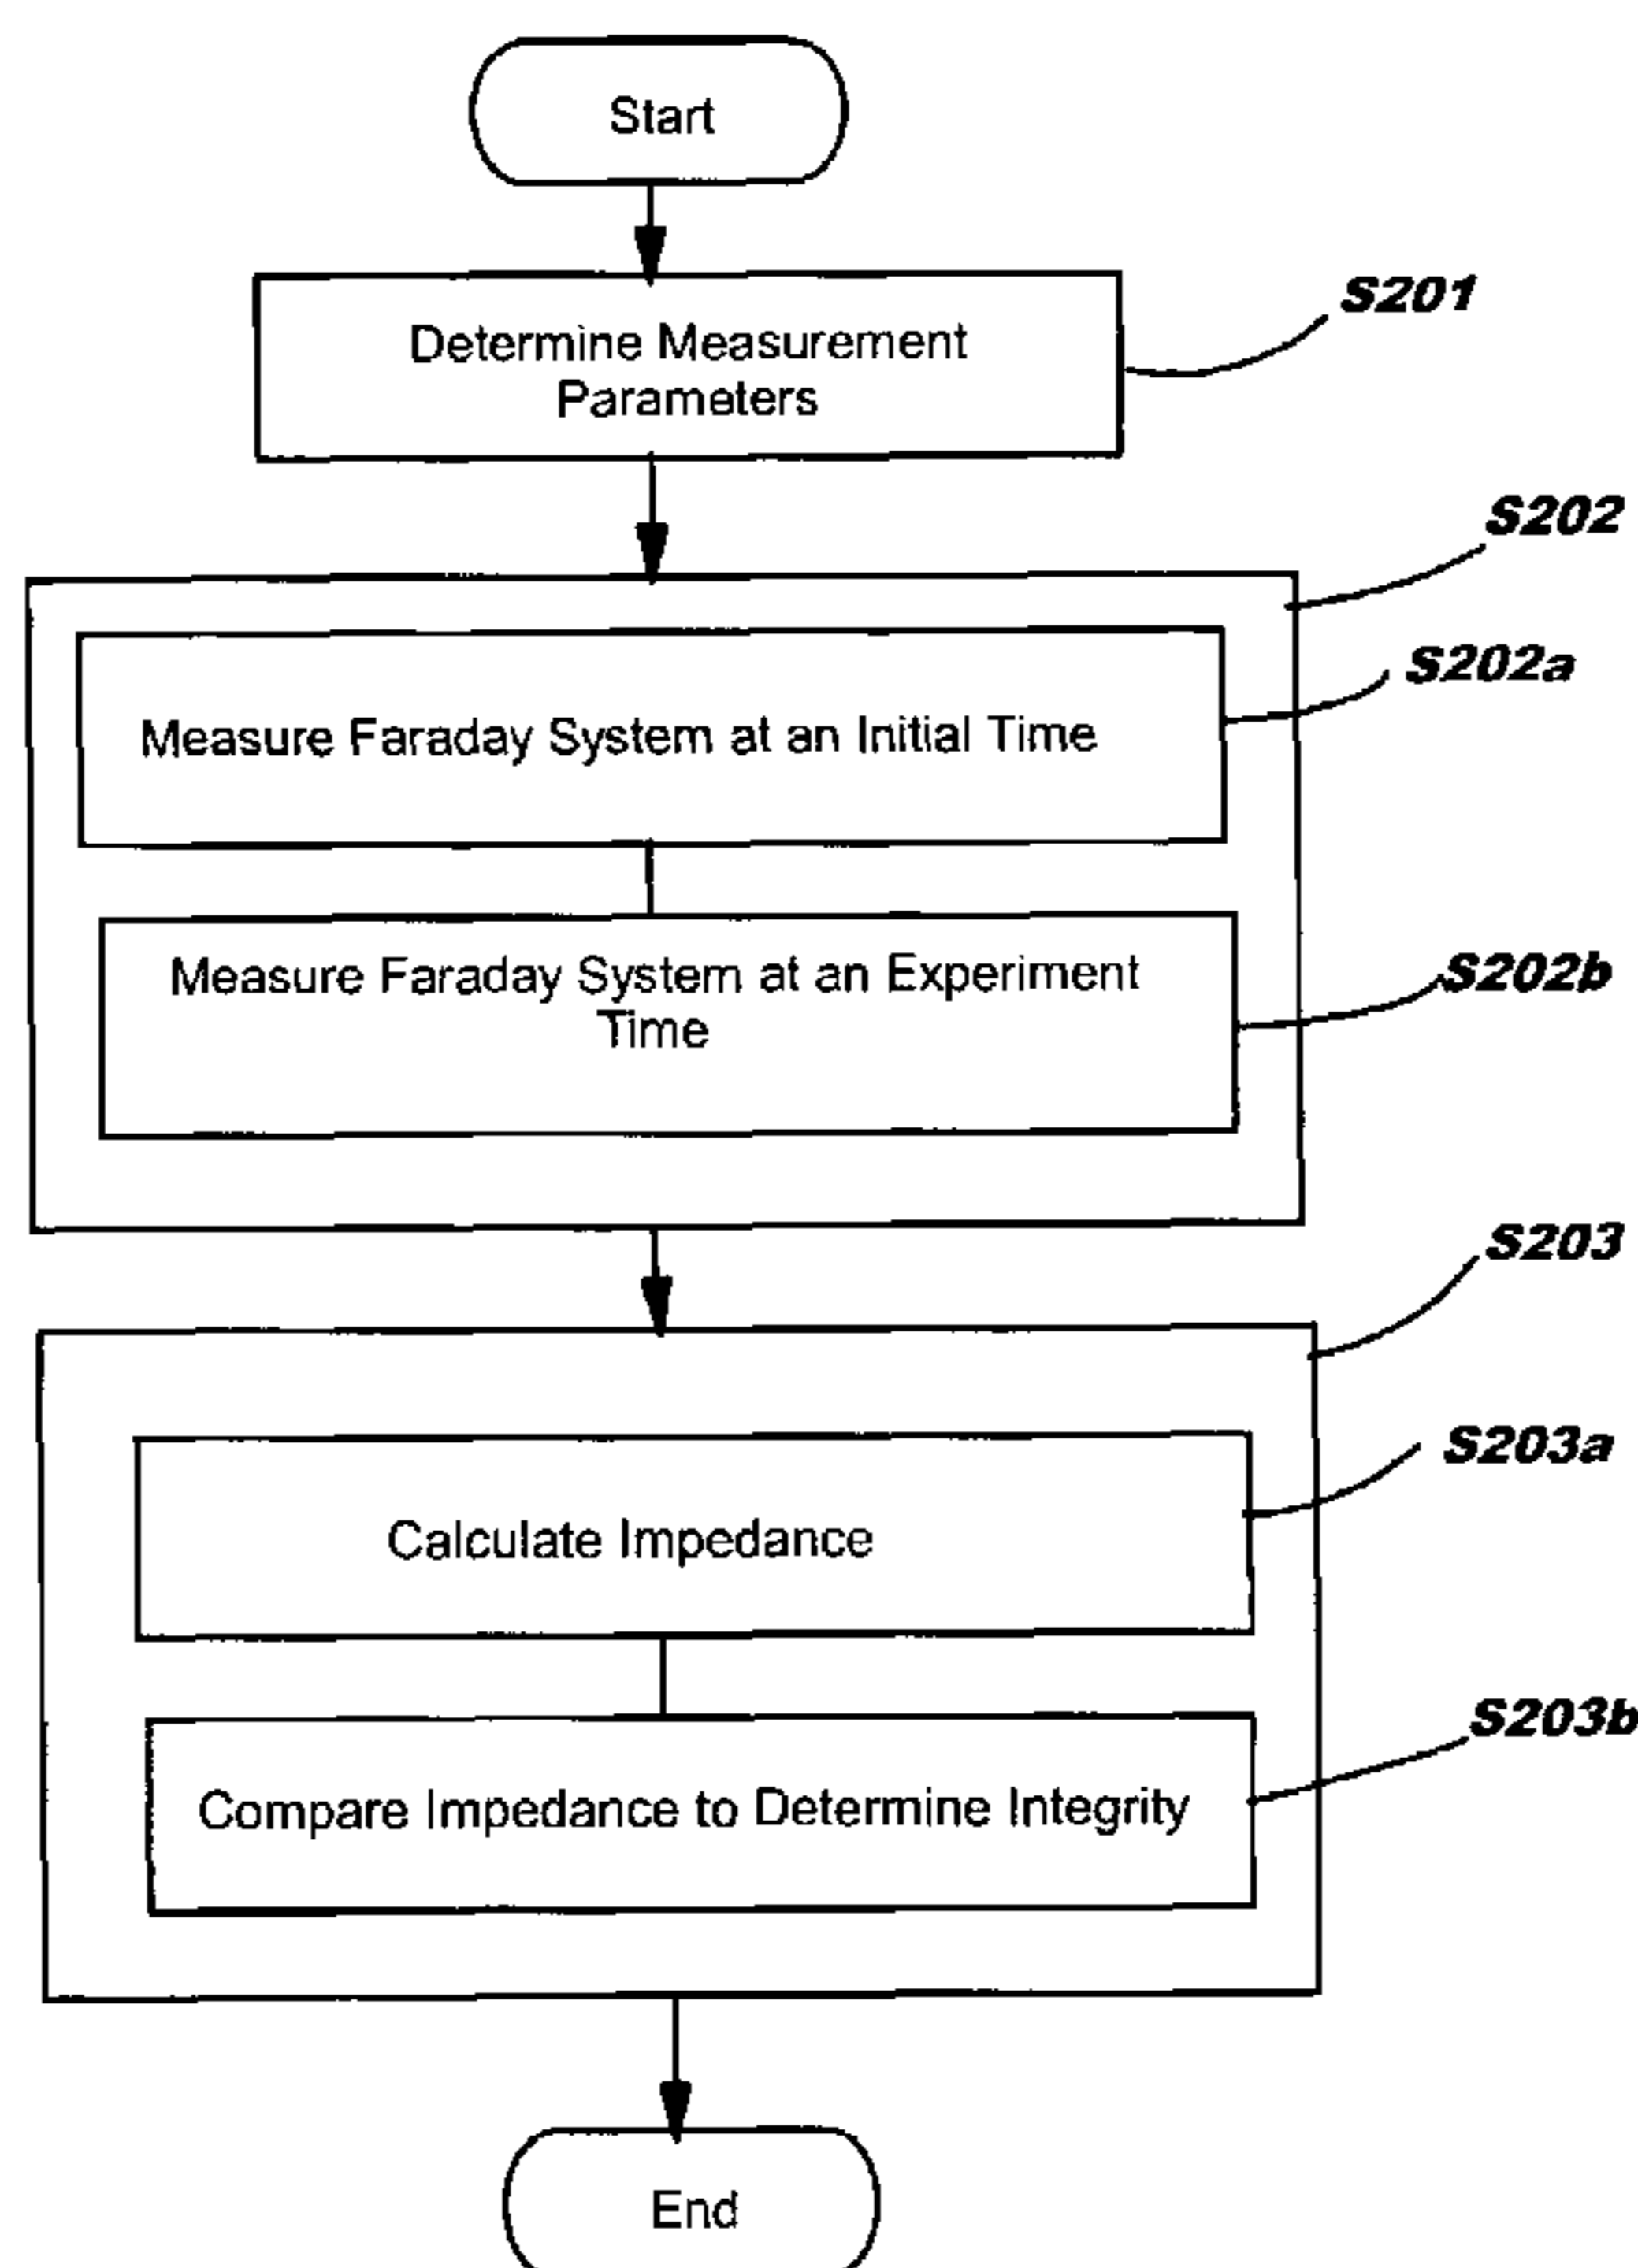 Start
S201
Determine Measurement
Parameters
S202
S202a
Measure Faraday System at an Initial Time
S202b
Measure Faraday System at an Experiment
Time
S203
S203a
Calculate Impedance
S203b
Compare Impedance to Determine Integrity
End